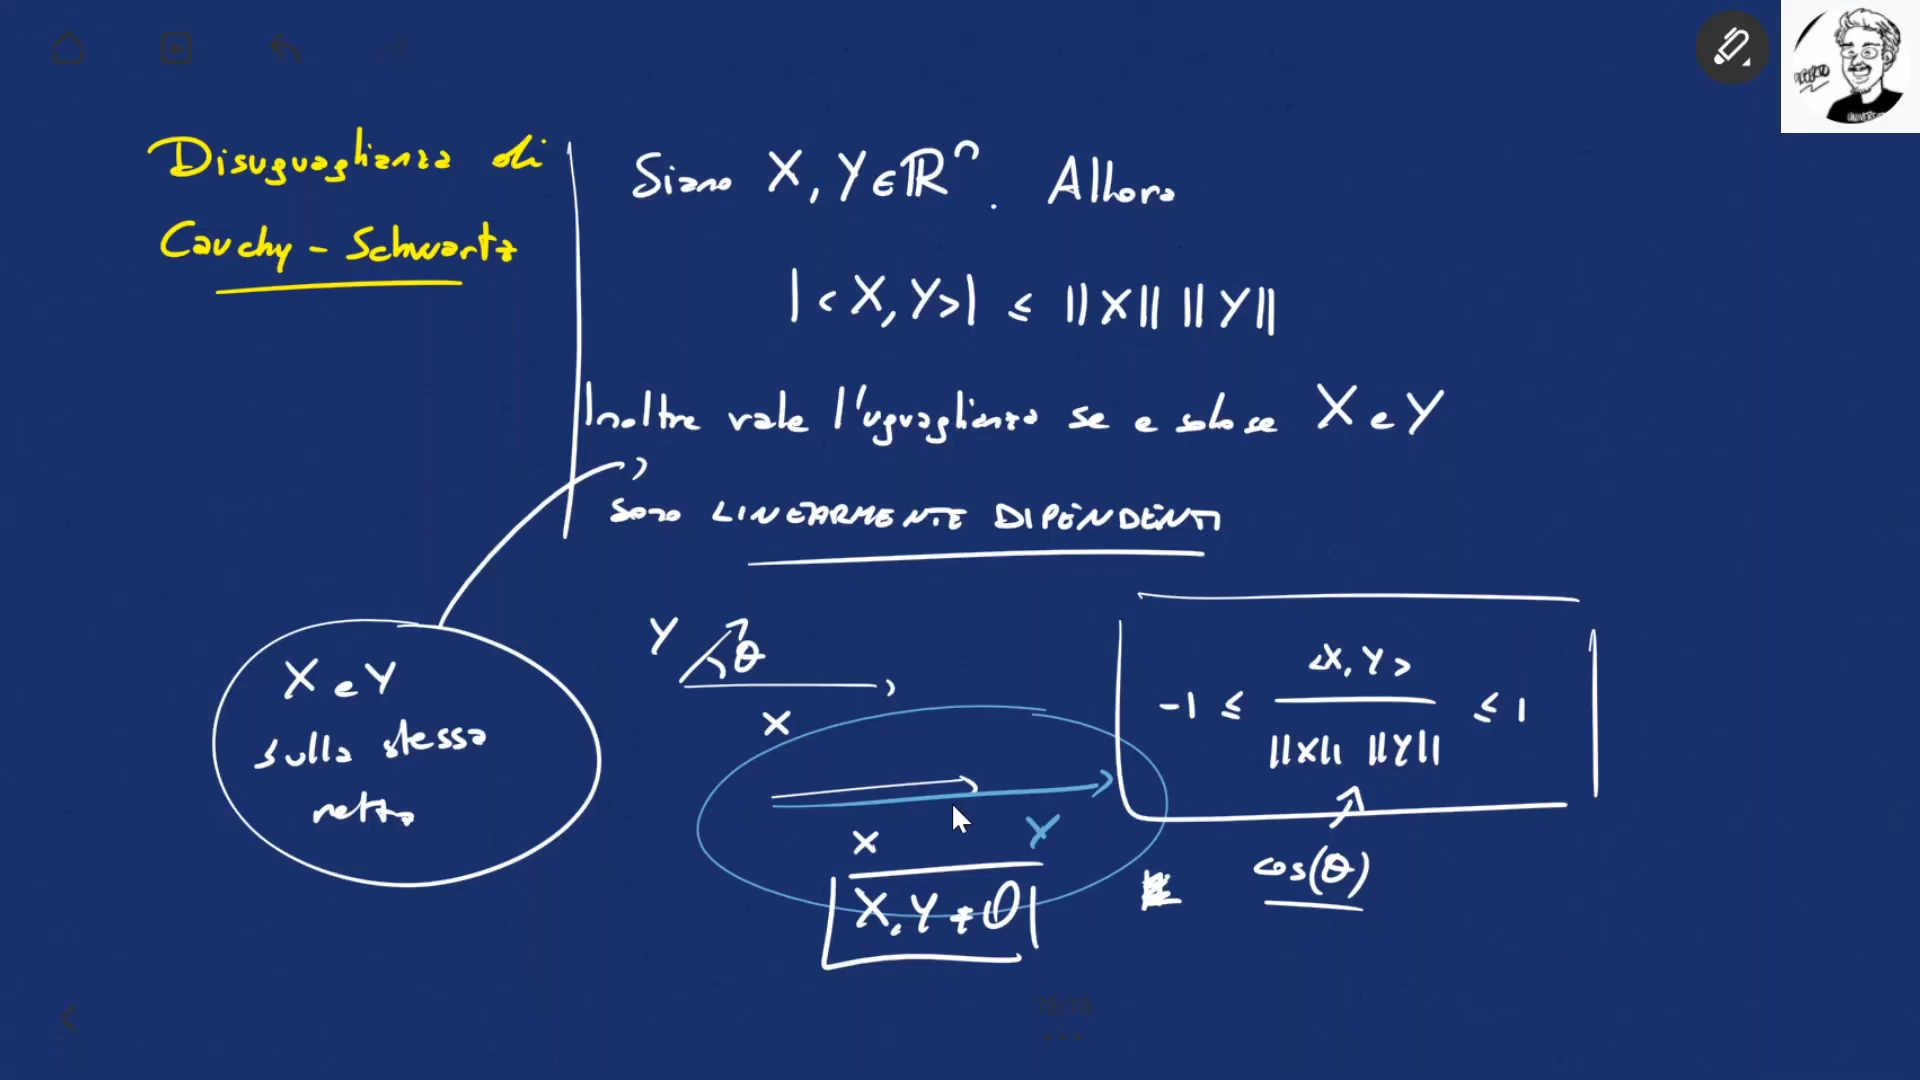 Disuguaglianza di
Cauchy - Schwartz
Siano X, Y ∈ ℝⁿ. Allora
|<X, Y>| ≤ ||X|| ||Y||
Inoltre vale l'uguaglianza se e solo se X e Y
sono LINEARMENTE DIPENDENTI
X e Y
sulla stessa
retta
Y θ
X
X Y
X, Y ≠ 0
-1 ≤ <X, Y> / ||X|| ||Y|| ≤ 1
cos(θ)